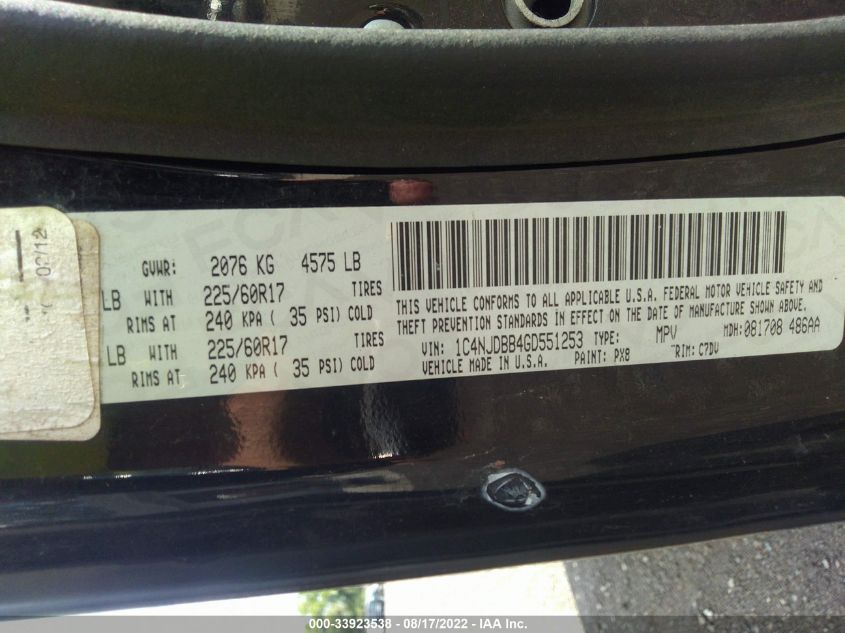 02/12
GVWR: 2076 KG 4575 LB
LB WITH 225/60R17 TIRES
RIMS AT 240 KPA ( 35 PSI) COLD
LB WITH 225/60R17 TIRES
RIMS AT 240 KPA ( 35 PSI) COLD
THIS VEHICLE CONFORMS TO ALL APPLICABLE U.S.A. FEDERAL MOTOR VEHICLE SAFETY AND
THEFT PREVENTION STANDARDS IN EFFECT ON THE DATE OF MANUFACTURE SHOWN ABOVE.
VIN: 1C4NJDBB4GD551253 TYPE: MPV MDH: 081708 486AA
VEHICLE MADE IN U.S.A. PAINT: PX8 TRIM: C7DV
000-33923538 - 08/17/2022 - IAA Inc.